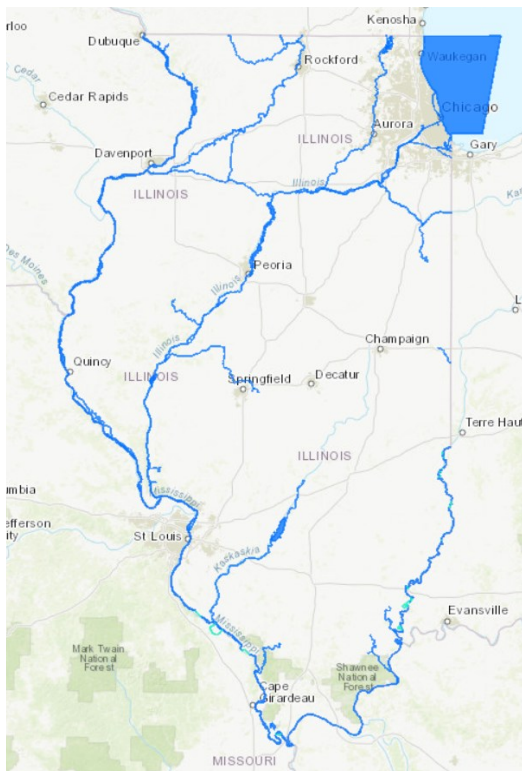 erloo
Kenosha
Dubuque
Rockford
Waukegan
Cedar
Cedar Rapids
Chicago
Aurora
ILLINOIS
Davenport
Gary
Illinois
ILLINOIS
Des Moines
Peoria
Illinois
Illinois
Champaign
Quincy
ILLINOIS
Springfield
Decatur
Terre Haut
ILLINOIS
umbia
Mississippi
efferson
ity
St Louis
Kaskaskia
Evansville
Mississippi
Mark Twain
National
Forest
Shawnee
National
Forest
Cape
Girardeau
MISSOURI